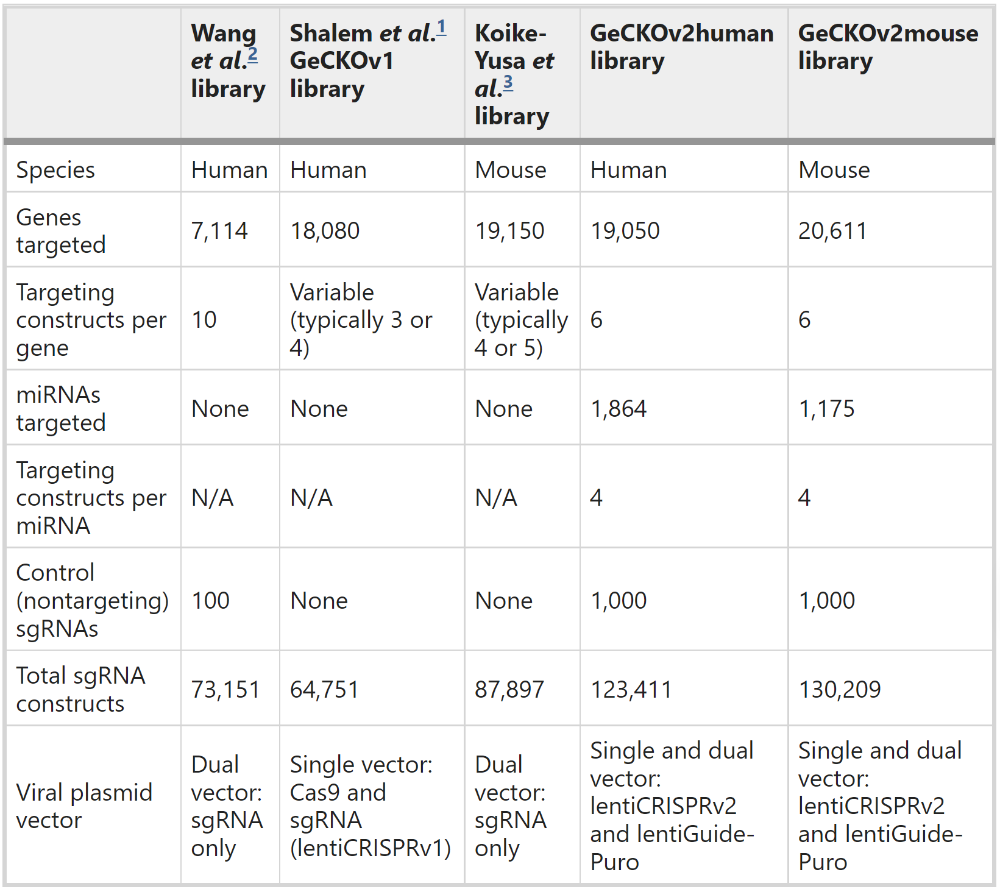 Wang et al.2 library
Shalem et al.1 GeCKOv1 library
Koike-Yusa et al.3 library
GeCKOv2human library
GeCKOv2mouse library
Species
Human
Human
Mouse
Human
Mouse
Genes targeted
7,114
18,080
19,150
19,050
20,611
Targeting constructs per gene
10
Variable (typically 3 or 4)
Variable (typically 4 or 5)
6
6
miRNAs targeted
None
None
None
1,864
1,175
Targeting constructs per miRNA
N/A
N/A
N/A
4
4
Control (nontargeting) sgRNAs
100
None
None
1,000
1,000
Total sgRNA constructs
73,151
64,751
87,897
123,411
130,209
Viral plasmid vector
Dual vector: sgRNA only
Single vector: Cas9 and sgRNA (lentiCRISPRv1)
Dual vector: sgRNA only
Single and dual vector: lentiCRISPRv2 and lentiGuide-Puro
Single and dual vector: lentiCRISPRv2 and lentiGuide-Puro